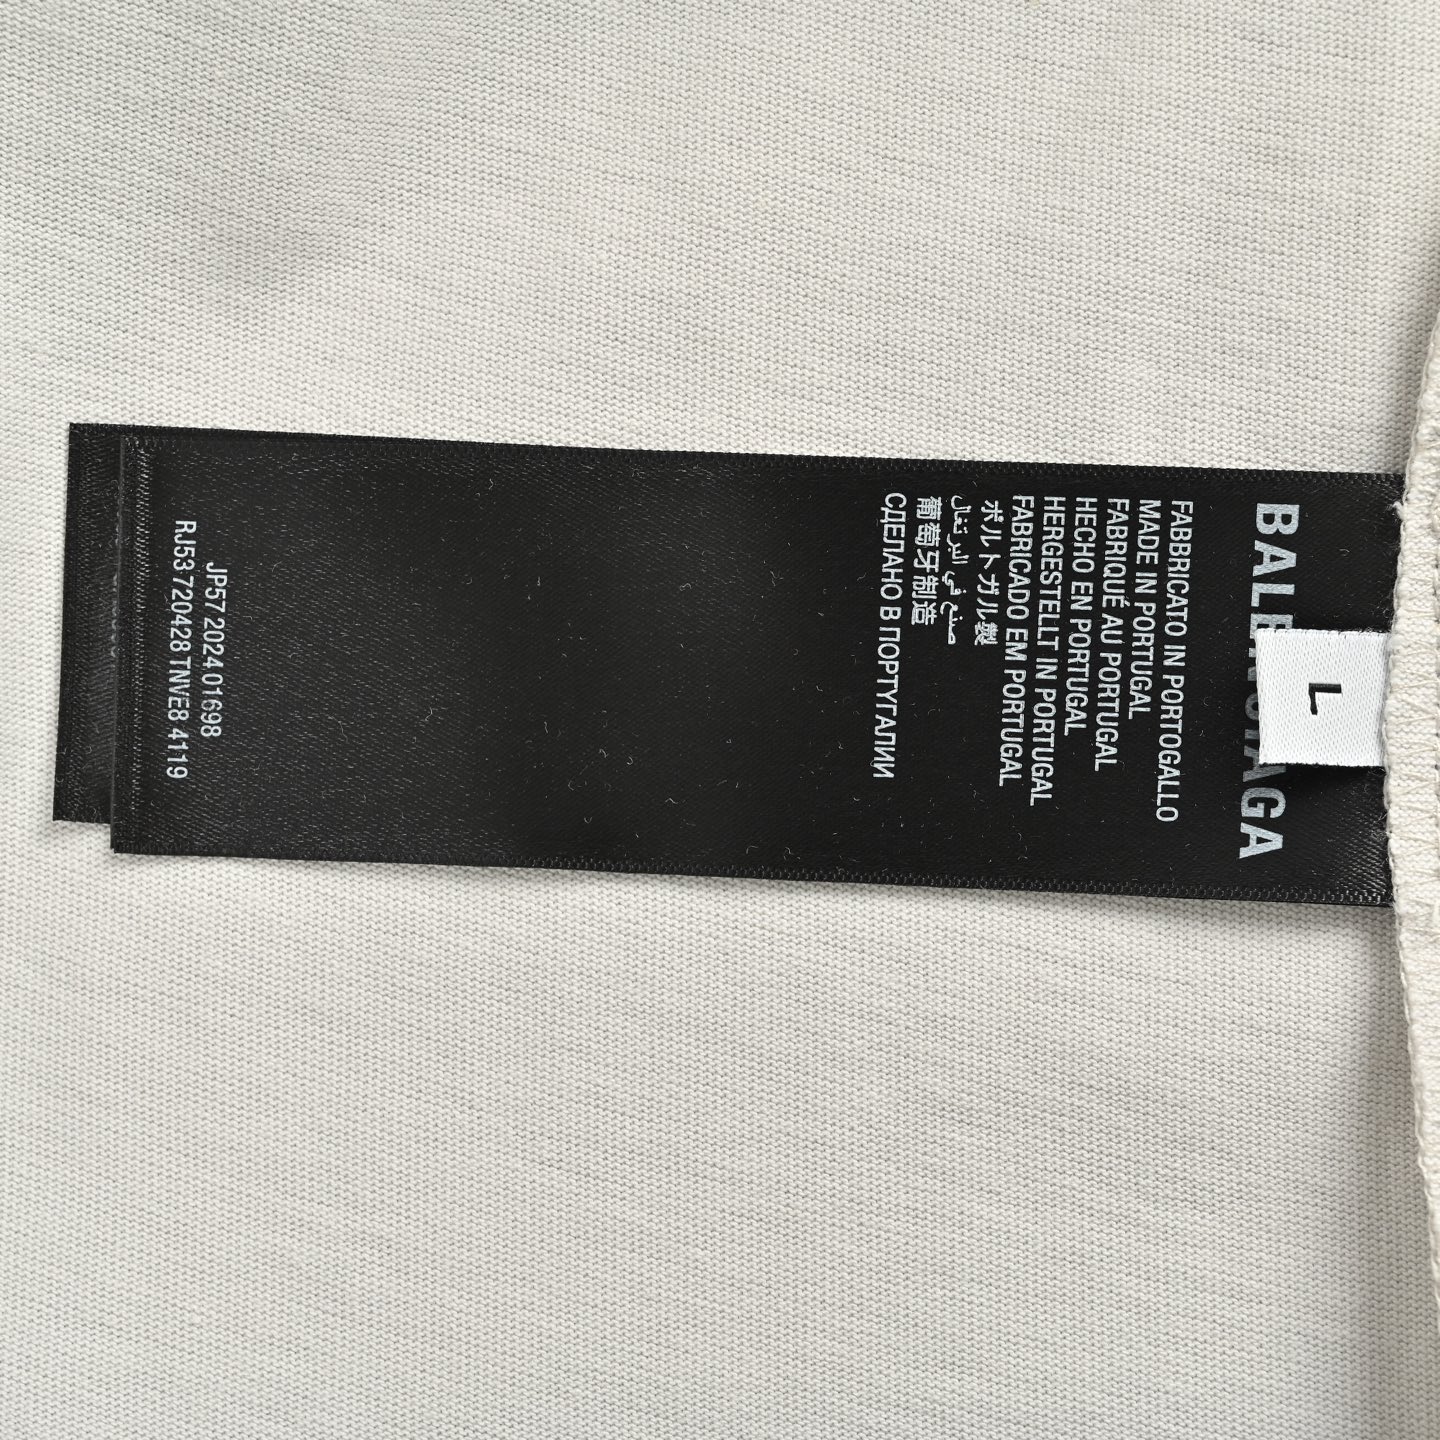 BALENCIAGA
L
FABBRICATO IN PORTOGALLO
MADE IN PORTUGAL
FABRIQUÉ AU PORTUGAL
HECHO EN PORTUGAL
HERGESTELLT IN PORTUGAL
FABRICADO EM PORTUGAL
ポルトガル製
صنع في البرتغال
葡萄牙制造
СДЕЛАНО В ПОРТУГАЛИИ
JP57 2024 01698
RJ53 720428 TNVE8 4119